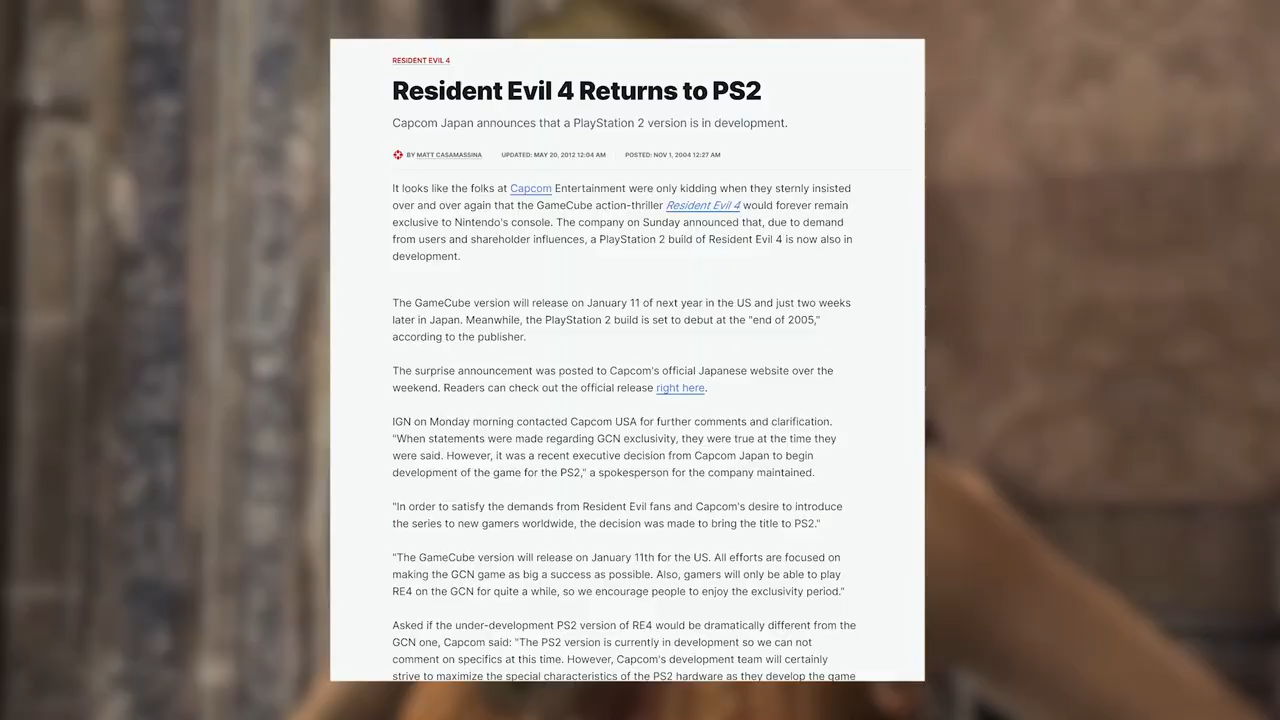 RESIDENT EVIL 4
Resident Evil 4 Returns to PS2
Capcom Japan announces that a PlayStation 2 version is in development.
BY MATT CASAMASSINA UPDATED: MAY 20, 2012 12:04 AM POSTED: NOV 1, 2004 12:27 AM
It looks like the folks at Capcom Entertainment were only kidding when they sternly insisted
over and over again that the GameCube action-thriller Resident Evil 4 would forever remain
exclusive to Nintendo's console. The company on Sunday announced that, due to demand
from users and shareholder influences, a PlayStation 2 build of Resident Evil 4 is now also in
development.
The GameCube version will release on January 11 of next year in the US and just two weeks
later in Japan. Meanwhile, the PlayStation 2 build is set to debut at the "end of 2005,"
according to the publisher.
The surprise announcement was posted to Capcom's official Japanese website over the
weekend. Readers can check out the official release right here.
IGN on Monday morning contacted Capcom USA for further comments and clarification.
"When statements were made regarding GCN exclusivity, they were true at the time they
were said. However, it was a recent executive decision from Capcom Japan to begin
development of the game for the PS2," a spokesperson for the company maintained.
"In order to satisfy the demands from Resident Evil fans and Capcom's desire to introduce
the series to new gamers worldwide, the decision was made to bring the title to PS2."
"The GameCube version will release on January 11th for the US. All efforts are focused on
making the GCN game as big a success as possible. Also, gamers will only be able to play
RE4 on the GCN for quite a while, so we encourage people to enjoy the exclusivity period."
Asked if the under-development PS2 version of RE4 would be dramatically different from the
GCN one, Capcom said: "The PS2 version is currently in development so we can not
comment on specifics at this time. However, Capcom's development team will certainly
strive to maximize the special characteristics of the PS2 hardware as they develop the game